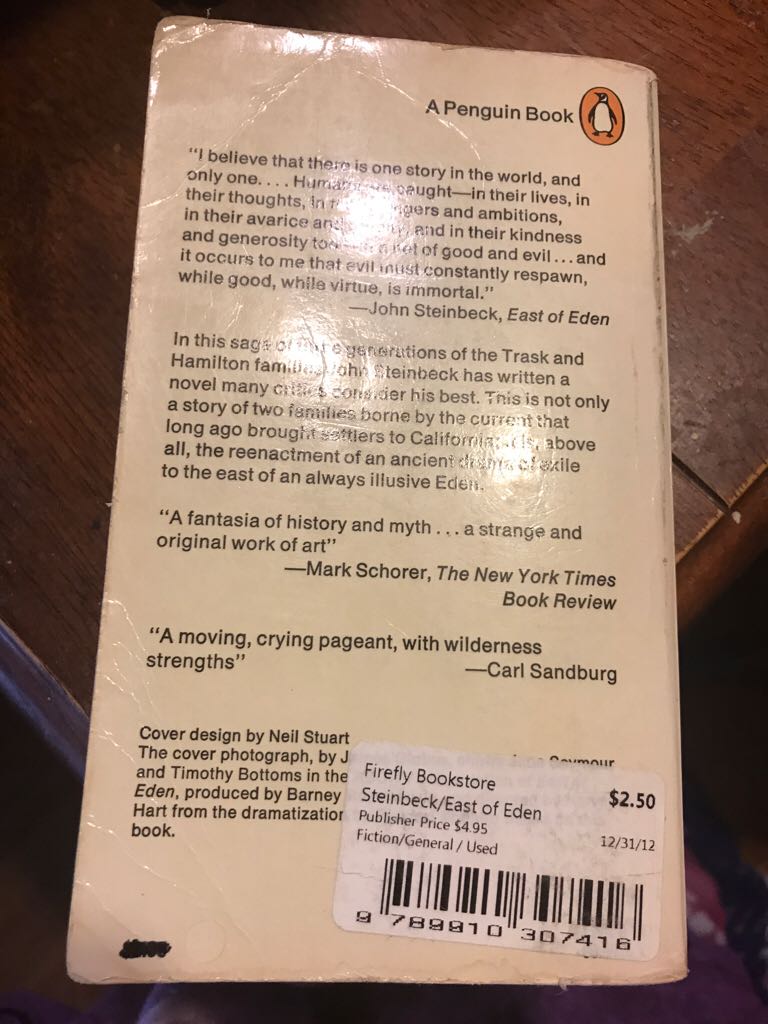 A Penguin Book
"I believe that there is one story in the world, and
only one.... Humans are caught—in their lives, in
their thoughts, in hungers and ambitions,
in their avarice and and in their kindness
and generosity too a net of good and evil...and
it occurs to me that evil must constantly respawn,
while good, while virtue, is immortal."
—John Steinbeck, East of Eden
In this saga of three generations of the Trask and
Hamilton families, John Steinbeck has written a
novel many critics consider his best. This is not only
a story of two families borne by the current that
long ago brought settlers to California; it is, above
all, the reenactment of an ancient drama of exile
to the east of an always illusive Eden.
"A fantasia of history and myth...a strange and
original work of art"
—Mark Schorer, The New York Times
Book Review
"A moving, crying pageant, with wilderness
strengths"
—Carl Sandburg
Cover design by Neil Stuart
The cover photograph, by J Seymour
and Timothy Bottoms in the
Eden, produced by Barney
Hart from the dramatization
book.
Firefly Bookstore
Steinbeck/East of Eden
$2.50
Publisher Price $4.95
Fiction/General / Used
12/31/12
9 789910 307416